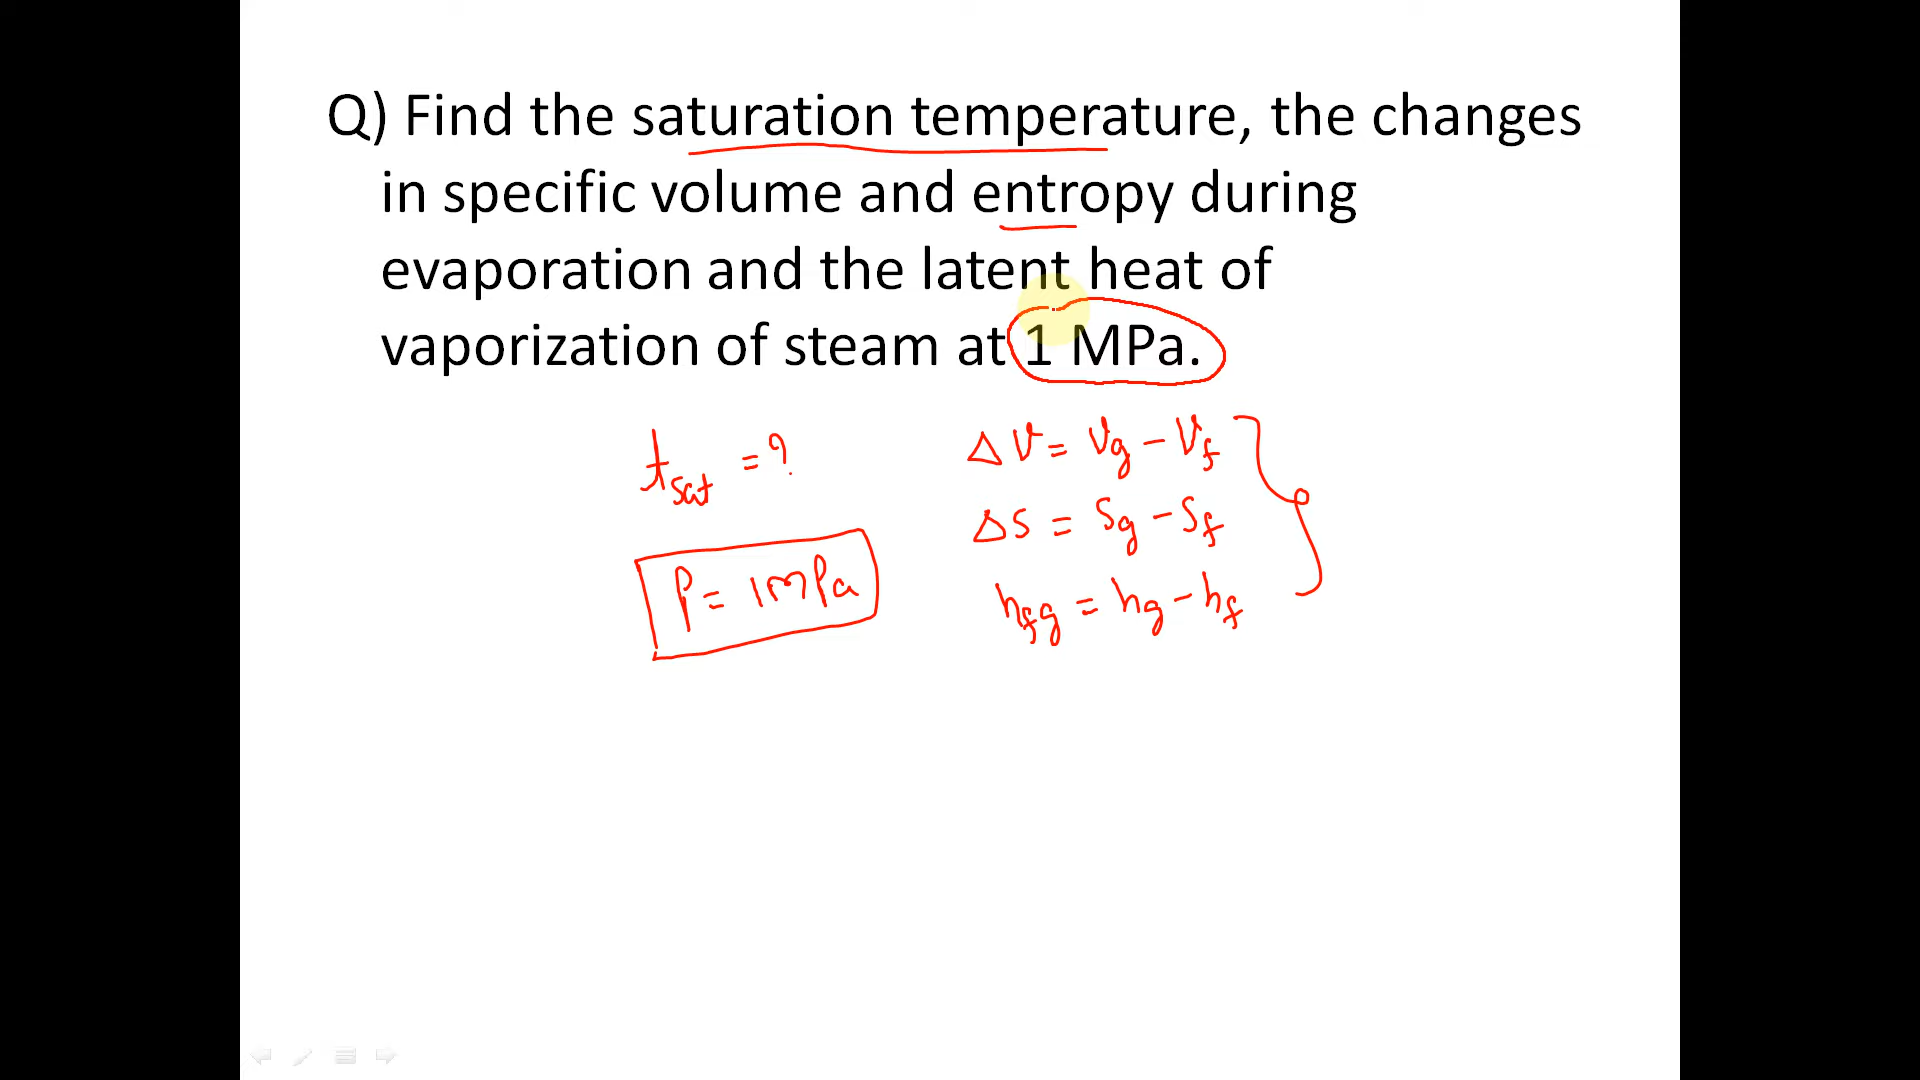 Q) Find the saturation temperature, the changes
in specific volume and entropy during
evaporation and the latent heat of
vaporization of steam at 1 MPa.
tsat = ?
P = 1MPa
Δv = vg - vf
Δs = sg - sf
hfg = hg - hf